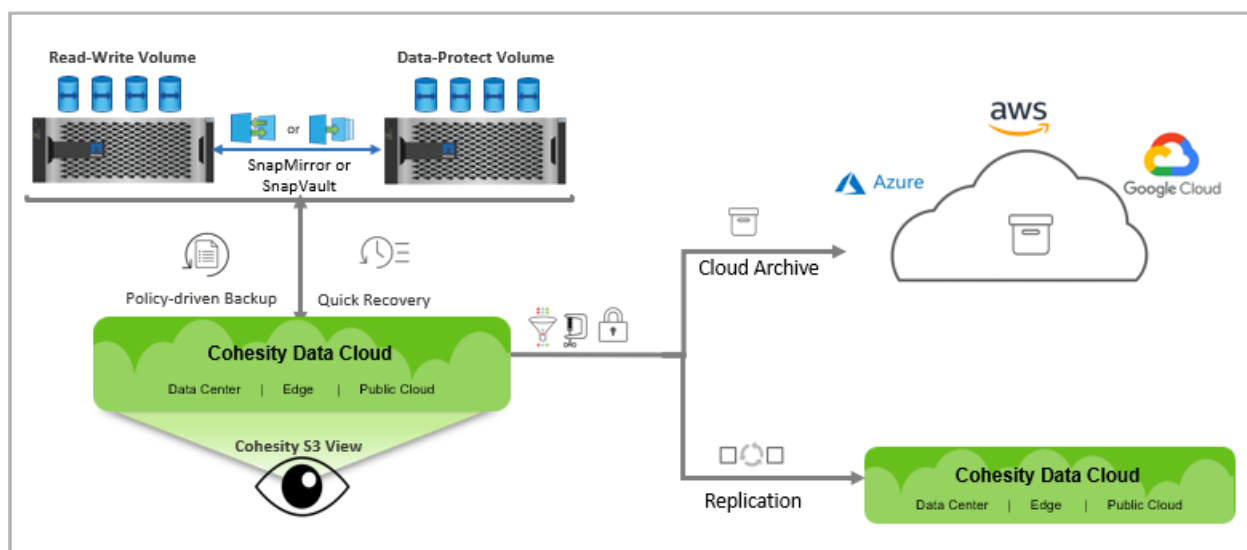 Read-Write Volume
Data-Protect Volume
or
SnapMirror or
SnapVault
aws
Azure
Google Cloud
Cloud Archive
Policy-driven Backup
Quick Recovery
Cohesity Data Cloud
Data Center | Edge | Public Cloud
Cohesity S3 View
Replication
Cohesity Data Cloud
Data Center | Edge | Public Cloud